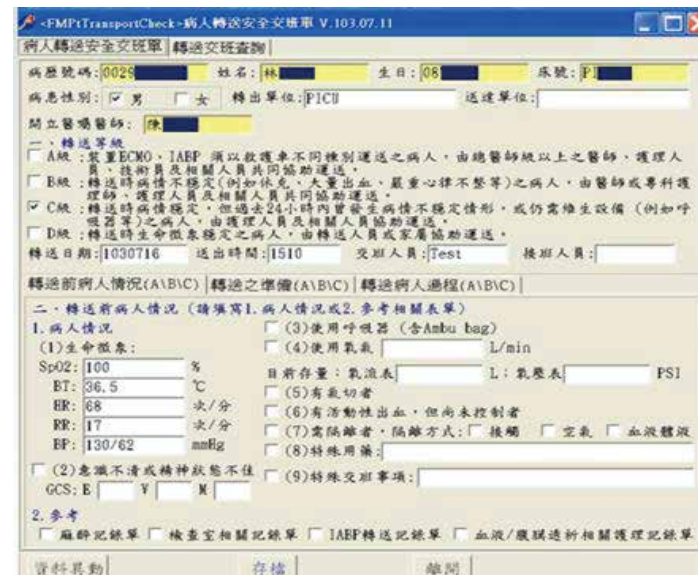 <FMPtTransportCheck>病人轉送安全交班單 V.103.07.11
病人轉送安全交班單 轉送交班查詢
病歷號碼:0029 姓名:林 生日:08 床號:PI
病患性別: 男 女 轉出單位:PICU 送達單位:
開立醫囑醫師: 陳
一、轉送等級
A級:裝置ECMO、IABP 須以救護車不同種別運送之病人,由總醫師級以上之醫師、護理人
員、技術員及相關人員共同協助運送。
B級:轉送時病情不穩定(例如休克、大量出血、嚴重心律不整等)之病人,由醫師或專科護
理師、護理人員及相關人員共同協助運送。
C級:轉送時病情穩定,但過去24小時內曾發生病情不穩定情形,或仍需維生設備(例如呼
吸器等)之病人,由護理人員及相關人員協助運送。
D級:轉送時生命徵象穩定之病人,由轉送人員或家屬協助運送。
轉送日期:1030716 送出時間:1510 交班人員:Test 接班人員:
轉送前病人情況(A\B\C) 轉送之準備(A\B\C) 轉送病人過程(A\B\C)
二、轉送前病人情況(請填寫1.病人情況或2.參考相關表單)
1.病人情況 (3)使用呼吸器(含Ambu bag)
(1)生命徵象: (4)使用氧氣 L/min
SpO2: 100 % 目前存量:氧流表 L;氧壓表 PSI
BT: 36.5 ℃ (5)有氣切者
HR: 68 次/分 (6)有活動性出血,但尚未控制者
RR: 17 次/分 (7)需隔離者,隔離方式: 接觸 空氣 血液體液
BP: 130/62 mmHg (8)特殊用藥:
(2)意識不清或精神狀態不佳 (9)特殊交班事項:
GCS: E V M
2.參考
麻醉記錄單 檢查室相關記錄單 IABP轉送記錄單 血液/腹膜透析相關護理記錄單
資料異動 存檔 離開